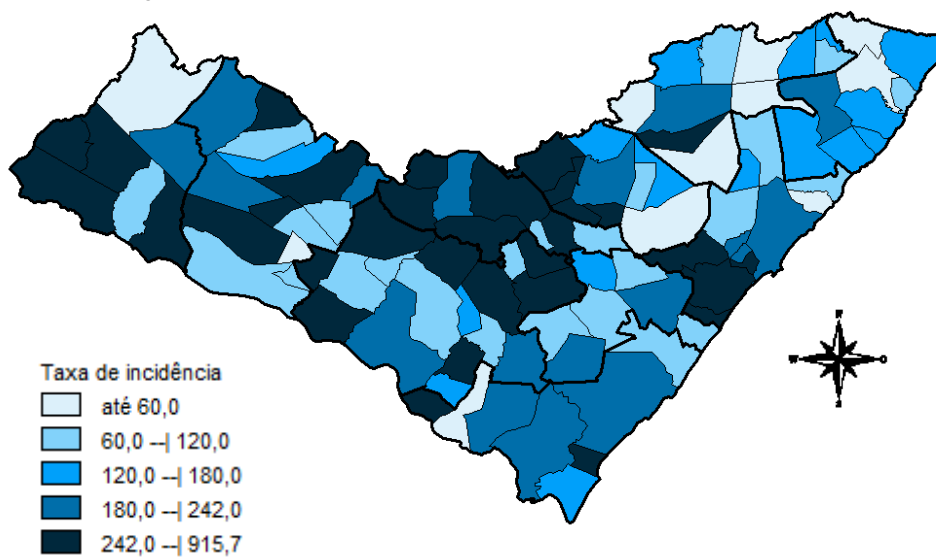 Taxa de incidência
até 60,0
60,0 --| 120,0
120,0 --| 180,0
180,0 --| 242,0
242,0 --| 915,7